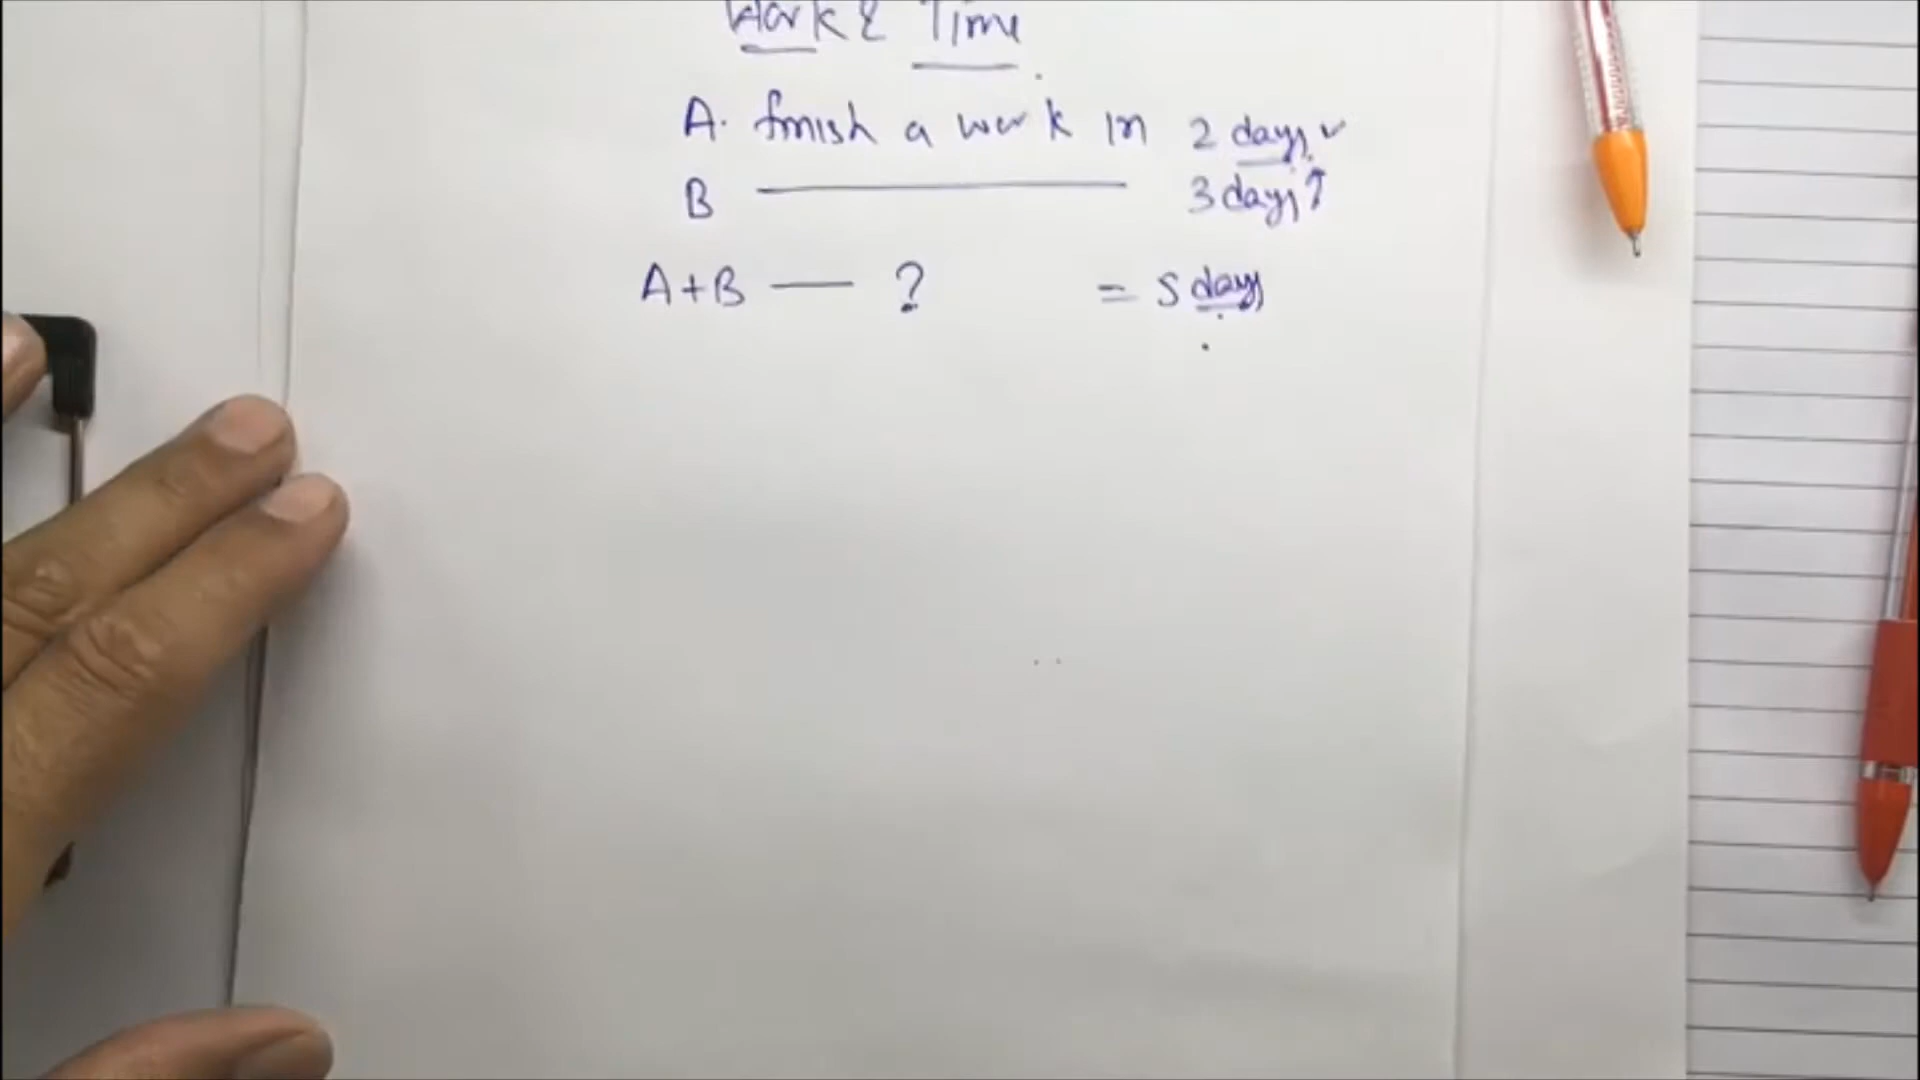 Work & Time
A. finish a work in 2 days ✓
B —————— 3 days ↑
A+B — ? = 5 days